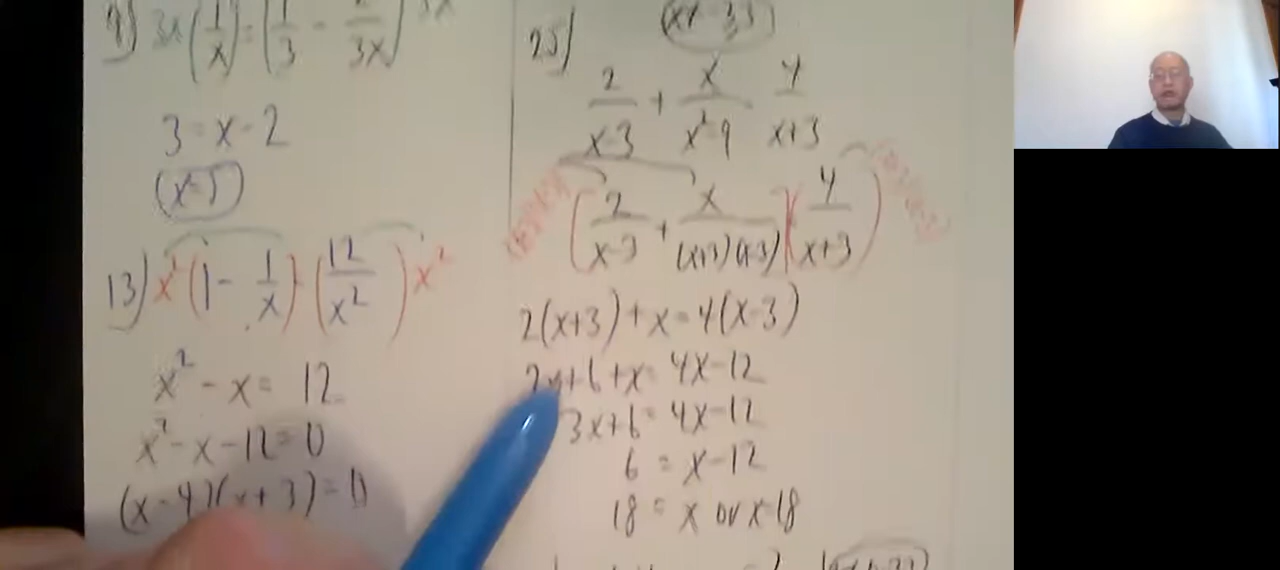 9) 3x(1/x) = (1/3 - 2/3x) 3x
3 = x - 2
(x=5)
13) x²(1 - 1/x) = (12/x²) x²
x² - x = 12
x² - x - 12 = 0
(x-4)(x+3) = 0
25)
2/x-3 + x/x²-9 4/x+3
(2/x-3 + x/(x+3)(x-3)) (4/x+3)
2(x+3) + x = 4(x-3)
2x+6+x = 4x-12
3x+6 = 4x-12
6 = x-12
18 = x or x=18